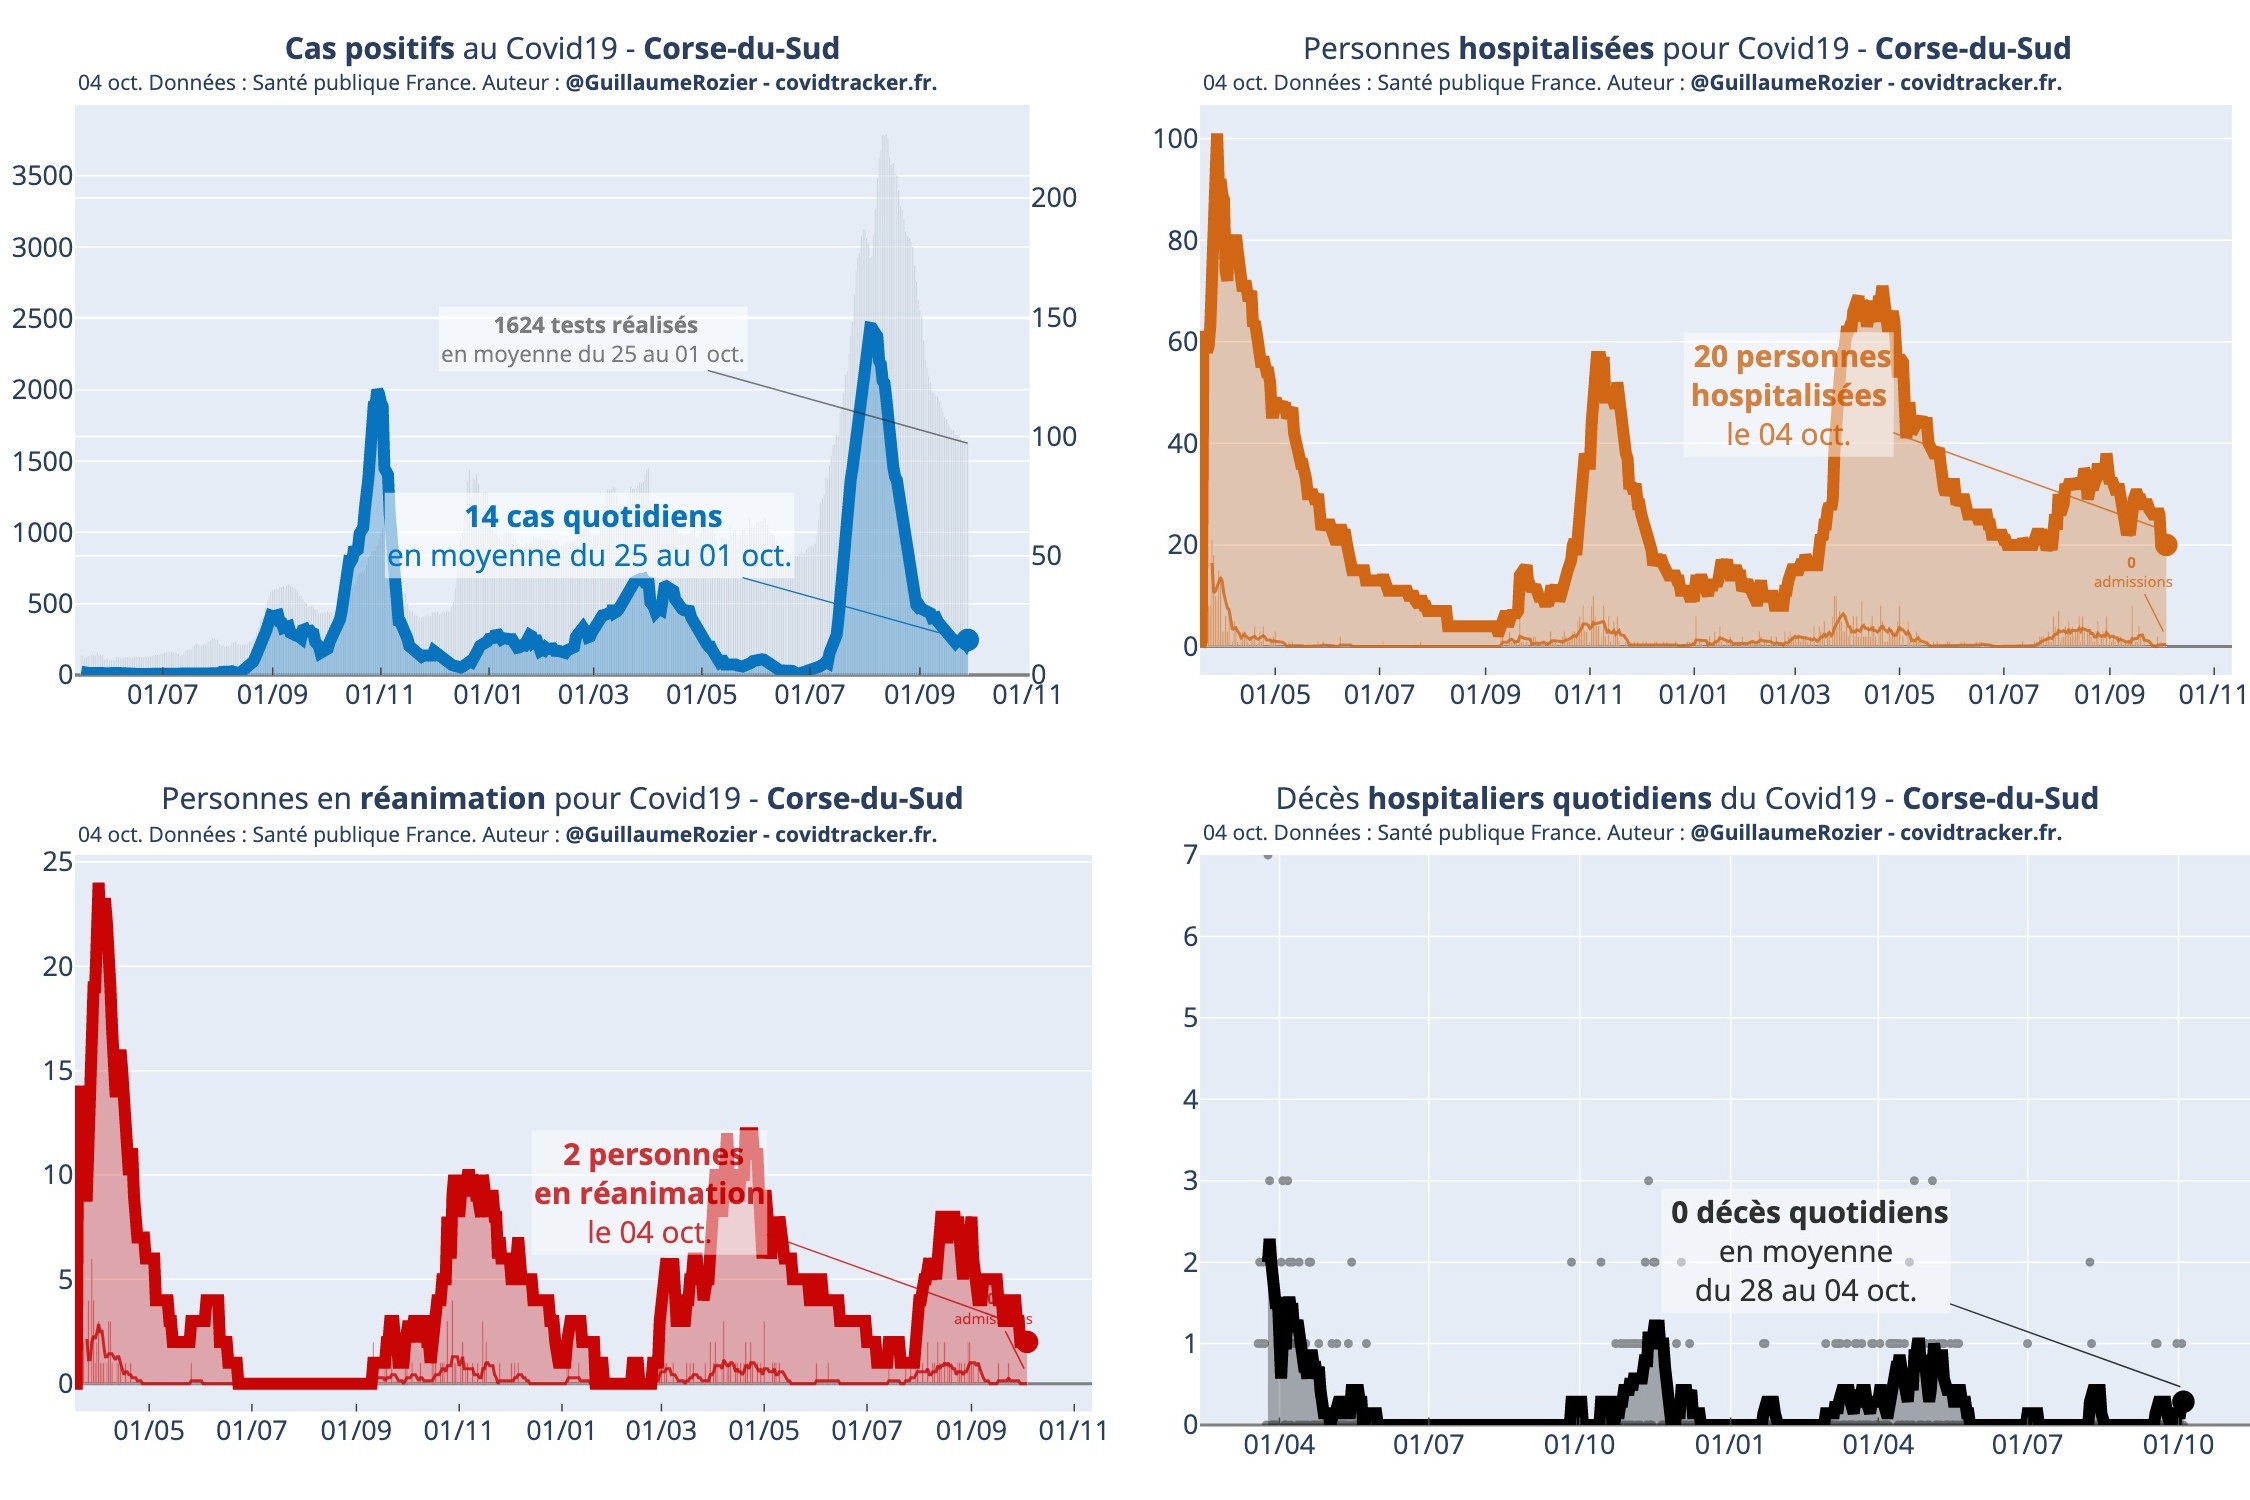 Cas positifs au Covid19 - Corse-du-Sud
04 oct. Données : Santé publique France. Auteur : @GuillaumeRozier - covidtracker.fr.
3500
3000
2500
2000
1500
1000
500
0
200
150
100
50
0
1624 tests réalisés
en moyenne du 25 au 01 oct.
14 cas quotidiens
en moyenne du 25 au 01 oct.
01/07 01/09 01/11 01/01 01/03 01/05 01/07 01/09 01/11
Personnes hospitalisées pour Covid19 - Corse-du-Sud
04 oct. Données : Santé publique France. Auteur : @GuillaumeRozier - covidtracker.fr.
100
80
60
40
20
0
20 personnes
hospitalisées
le 04 oct.
0
admissions
01/05 01/07 01/09 01/11 01/01 01/03 01/05 01/07 01/09 01/11
Personnes en réanimation pour Covid19 - Corse-du-Sud
04 oct. Données : Santé publique France. Auteur : @GuillaumeRozier - covidtracker.fr.
25
20
15
10
5
0
2 personnes
en réanimation
le 04 oct.
admissions
01/05 01/07 01/09 01/11 01/01 01/03 01/05 01/07 01/09 01/11
Décès hospitaliers quotidiens du Covid19 - Corse-du-Sud
04 oct. Données : Santé publique France. Auteur : @GuillaumeRozier - covidtracker.fr.
7
6
5
4
3
2
1
0
0 décès quotidiens
en moyenne
du 28 au 04 oct.
01/04 01/07 01/10 01/01 01/04 01/07 01/10